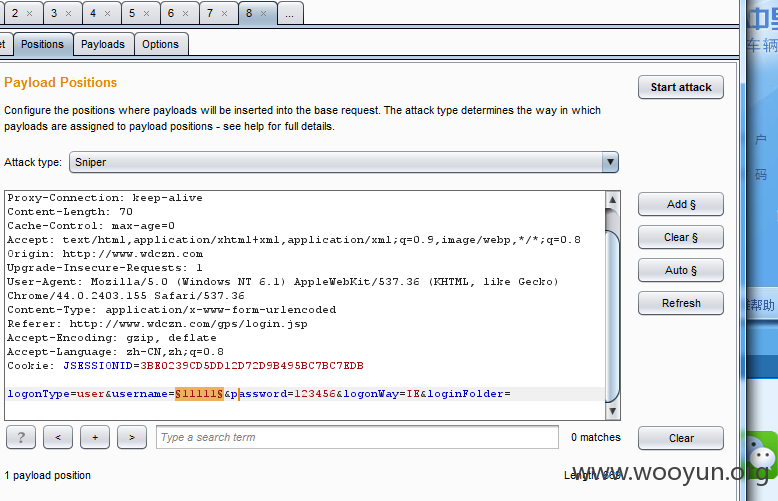 2 × 3 × 4 × 5 × 6 × 7 × 8 × ...
et Positions Payloads Options
Payload Positions
Start attack
Configure the positions where payloads will be inserted into the base request. The attack type determines the way in which
payloads are assigned to payload positions - see help for full details.
Attack type: Sniper
Proxy-Connection: keep-alive
Content-Length: 70
Cache-Control: max-age=0
Accept: text/html,application/xhtml+xml,application/xml;q=0.9,image/webp,*/*;q=0.8
Origin: http://www.wdczn.com
Upgrade-Insecure-Requests: 1
User-Agent: Mozilla/5.0 (Windows NT 6.1) AppleWebKit/537.36 (KHTML, like Gecko)
Chrome/44.0.2403.155 Safari/537.36
Content-Type: application/x-www-form-urlencoded
Referer: http://www.wdczn.com/gps/login.jsp
Accept-Encoding: gzip, deflate
Accept-Language: zh-CN,zh;q=0.8
Cookie: JSESSIONID=3BE0239CD5DD12D72D9B495BC7BC7EDB
logonType=user&username=§11111§&password=123456&logonWay=IE&loginFolder=
Add §
Clear §
Auto §
Refresh
? < + > Type a search term
0 matches
Clear
1 payload position
Length: 669
车辆
户
码
帮助
www.wooyun.org